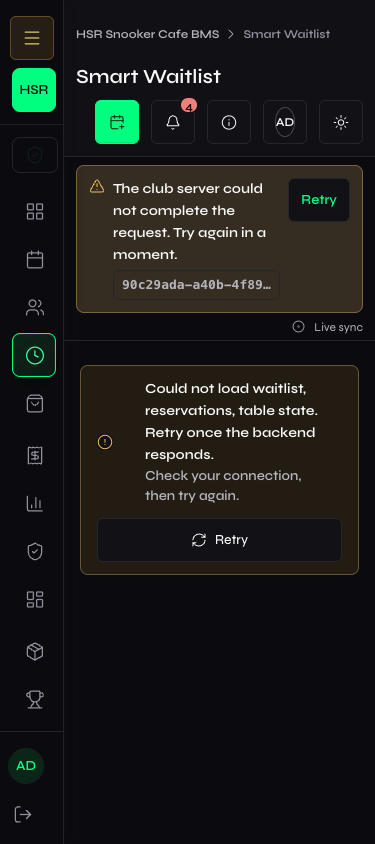 HSR Snooker Cafe BMS > Smart Waitlist
HSR
Smart Waitlist
4
AD
The club server could
not complete the
request. Try again in a
moment.
Retry
90c29ada-a40b-4f89…
Live sync
Could not load waitlist,
reservations, table state.
Retry once the backend
responds.
Check your connection,
then try again.
Retry
AD